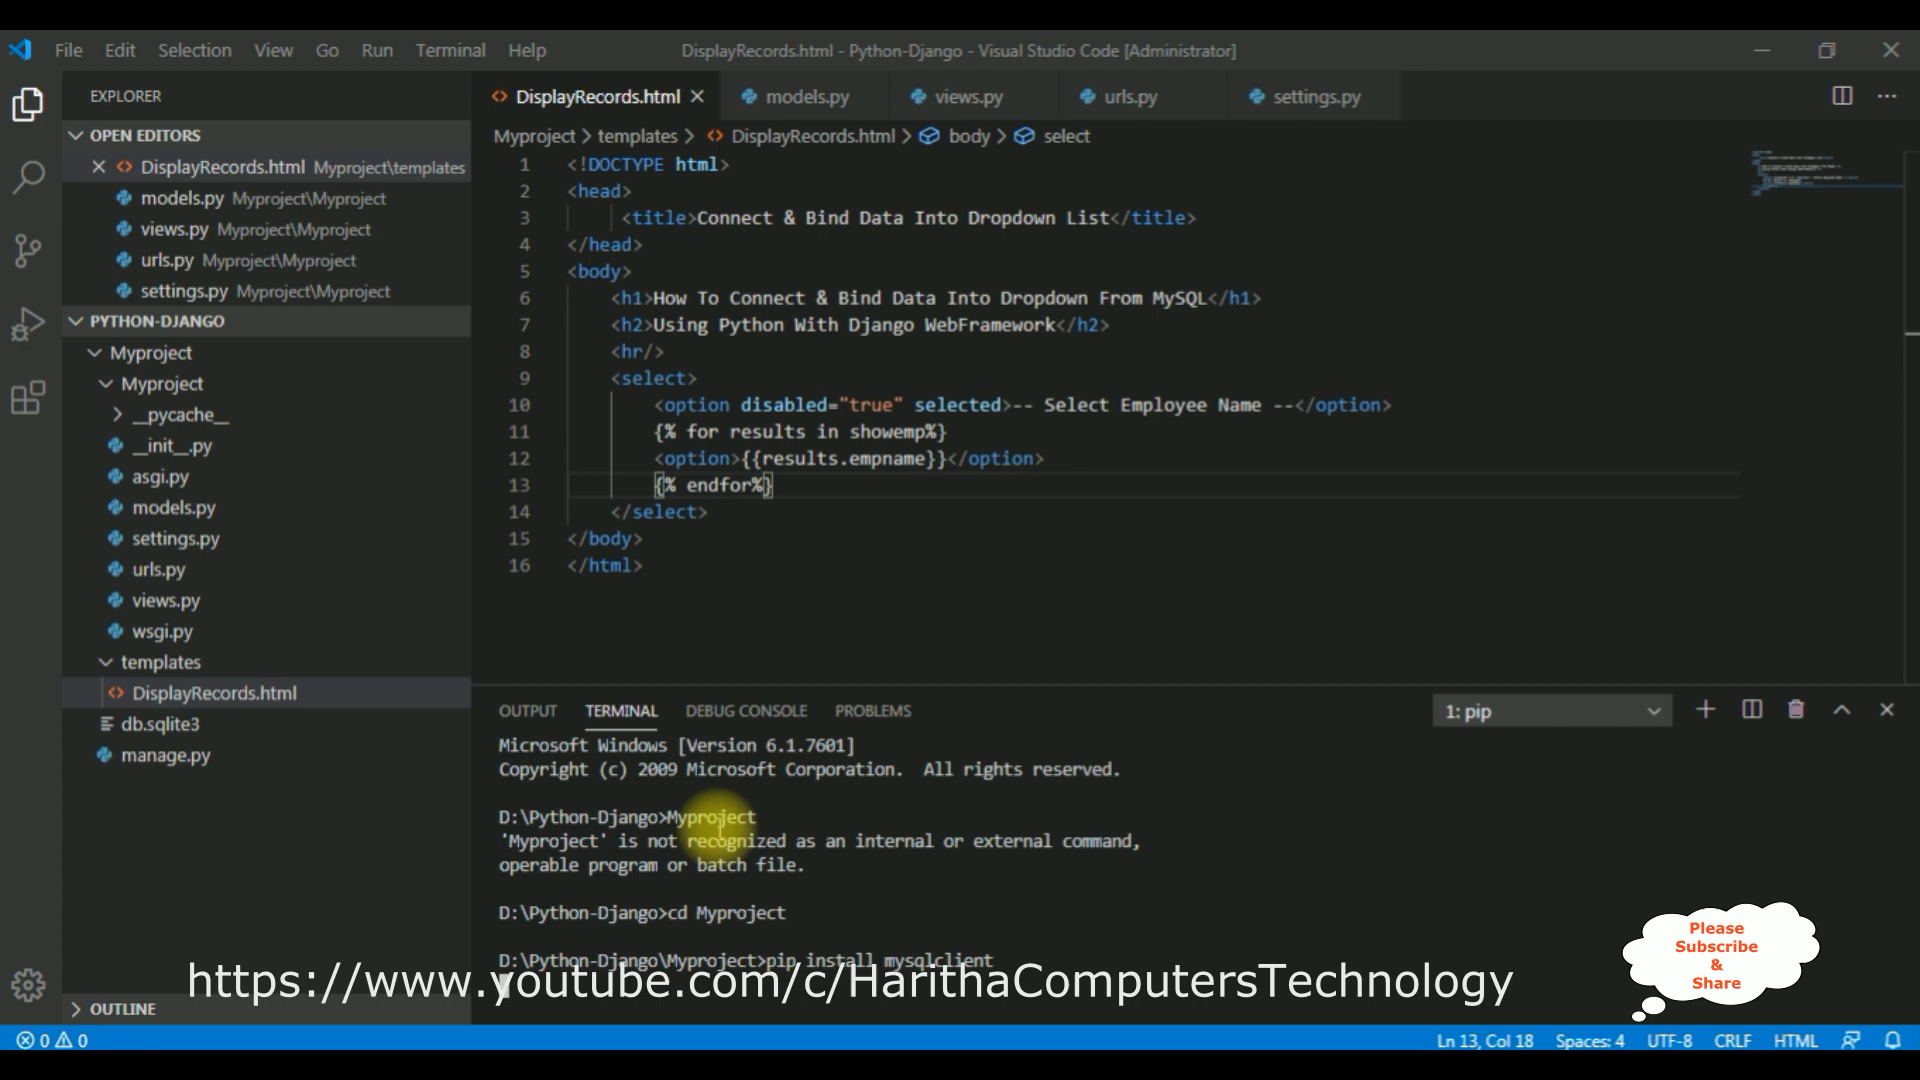 File Edit Selection View Go Run Terminal Help
DisplayRecords.html - Python-Django - Visual Studio Code [Administrator]
EXPLORER
OPEN EDITORS
DisplayRecords.html Myproject\templates
models.py Myproject\Myproject
views.py Myproject\Myproject
urls.py Myproject\Myproject
settings.py Myproject\Myproject
PYTHON-DJANGO
Myproject
Myproject
__pycache__
__init__.py
asgi.py
models.py
settings.py
urls.py
views.py
wsgi.py
templates
DisplayRecords.html
db.sqlite3
manage.py
OUTLINE
DisplayRecords.html models.py views.py urls.py settings.py
Myproject > templates > DisplayRecords.html > body > select
1 <!DOCTYPE html>
2 <head>
3 <title>Connect & Bind Data Into Dropdown List</title>
4 </head>
5 <body>
6 <h1>How To Connect & Bind Data Into Dropdown From MySQL</h1>
7 <h2>Using Python With Django WebFramework</h2>
8 <hr/>
9 <select>
10 <option disabled="true" selected>-- Select Employee Name --</option>
11 {% for results in showemp%}
12 <option>{{results.empname}}</option>
13 {% endfor%}
14 </select>
15 </body>
16 </html>
OUTPUT TERMINAL DEBUG CONSOLE PROBLEMS
1: pip
Microsoft Windows [Version 6.1.7601]
Copyright (c) 2009 Microsoft Corporation. All rights reserved.
D:\Python-Django>Myproject
'Myproject' is not recognized as an internal or external command,
operable program or batch file.
D:\Python-Django>cd Myproject
D:\Python-Django\Myproject>pip install mysqlclient
https://www.youtube.com/c/HarithaComputersTechnology
Please
Subscribe
&
Share
0 0
Ln 13, Col 18 Spaces: 4 UTF-8 CRLF HTML